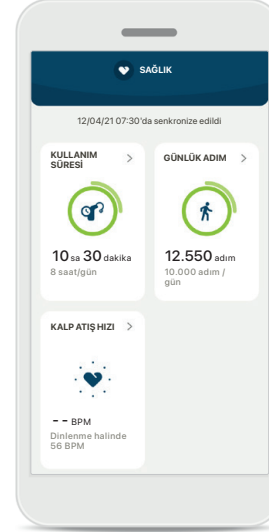 SAĞLIK
12/04/21 07:30'da senkronize edildi
KULLANIM
SÜRESİ
10 sa 30 dakika
8 saat/gün
GÜNLÜK ADIM
12.550 adım
10.000 adım /
gün
KALP ATIŞ HIZI
-- BPM
Dinlenme halinde
56 BPM